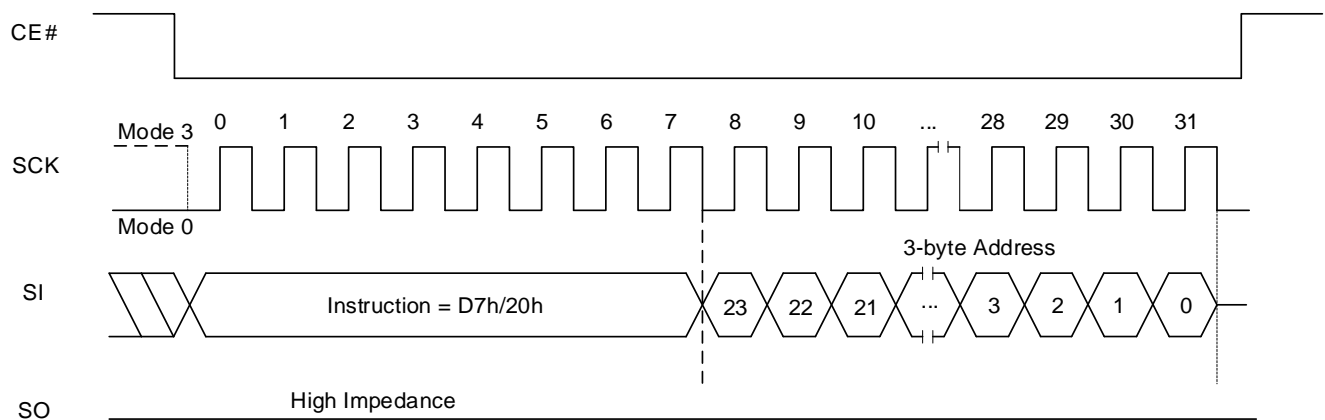 CE#
0 1 2 3 4 5 6 7 8 9 10 ... 28 29 30 31
Mode 3
SCK
Mode 0
3-byte Address
SI
Instruction = D7h/20h
23 22 21 ... 3 2 1 0
High Impedance
SO